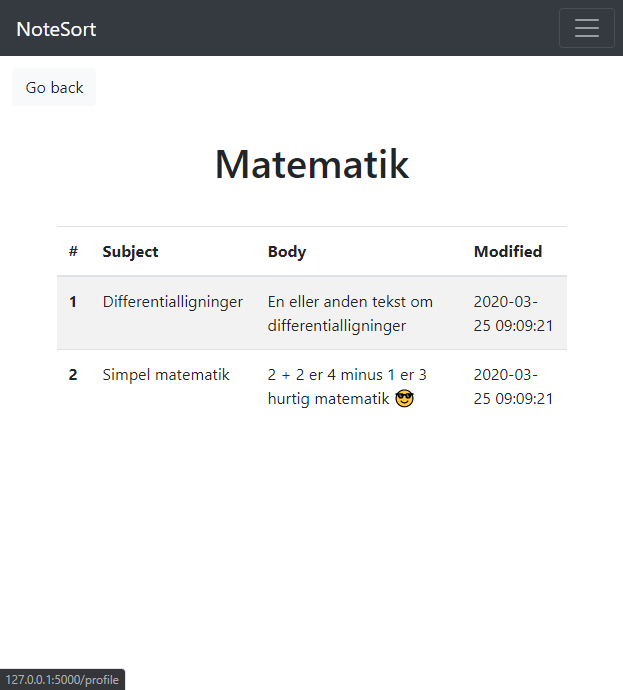 NoteSort
Go back
Matematik
# Subject Body Modified
1 Differentialligninger En eller anden tekst om 2020-03-
differentialligninger 25 09:09:21
2 Simpel matematik 2 + 2 er 4 minus 1 er 3 2020-03-
hurtig matematik 😎 25 09:09:21
127.0.0.1:5000/profile